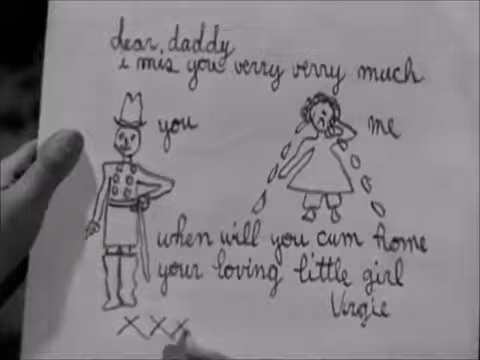 dear, daddy
i mis you verry verry much
you
me
when will you cum home
your loving little girl
Virgie
XXX